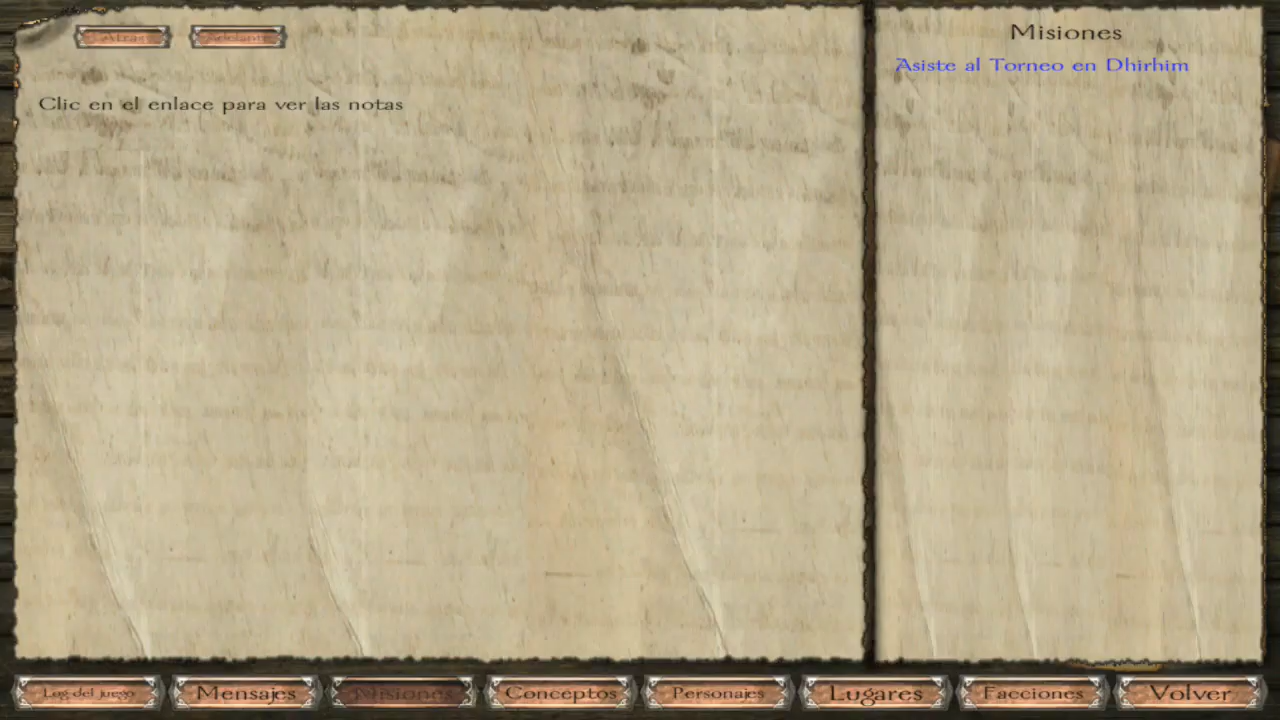 Atras
Adelante
Clic en el enlace para ver las notas
Misiones
Asiste al Torneo en Dhirhim
Log del juego
Mensajes
Misiones
Conceptos
Personajes
Lugares
Facciones
Volver